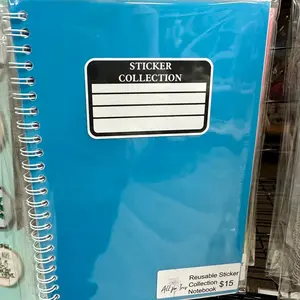 STICKER
COLLECTION
Reusable Sticker
Collection $15
Notebook